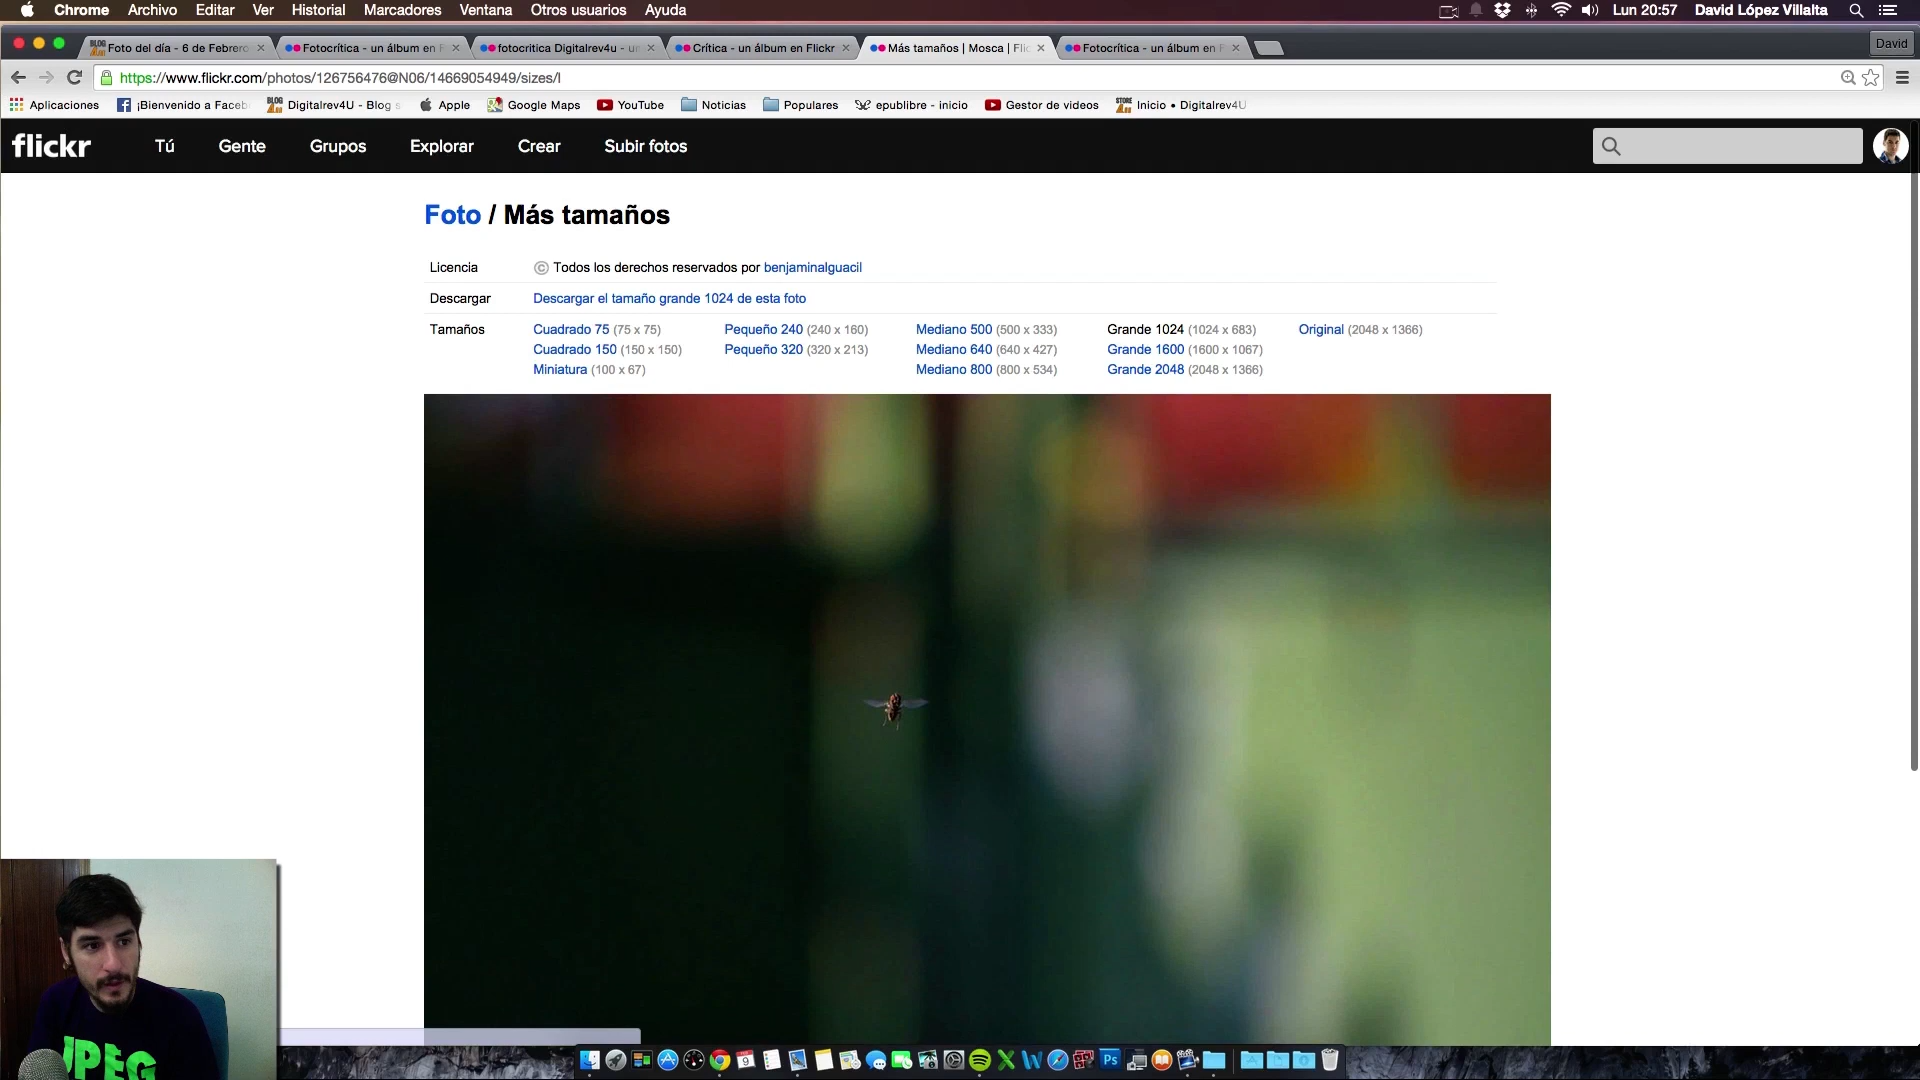 Chrome Archivo Editar Ver Historial Marcadores Ventana Otros usuarios Ayuda Lun 20:57 David López Villalta
Foto del día - 6 de Febrero Fotocrítica - un álbum en F fotocritica Digitalrev4u - un Crítica - un álbum en Flickr Más tamaños | Mosca | Flic Fotocrítica - un álbum en F David
https://www.flickr.com/photos/126756476@N06/14669054949/sizes/l
Aplicaciones ¡Bienvenido a Faceb Digitalrev4U - Blog s Apple Google Maps YouTube Noticias Populares epublibre - inicio Gestor de videos Inicio • Digitalrev4U
flickr Tú Gente Grupos Explorar Crear Subir fotos
Foto / Más tamaños
Licencia © Todos los derechos reservados por benjaminalguacil
Descargar Descargar el tamaño grande 1024 de esta foto
Tamaños Cuadrado 75 (75 x 75) Pequeño 240 (240 x 160) Mediano 500 (500 x 333) Grande 1024 (1024 x 683) Original (2048 x 1366)
Cuadrado 150 (150 x 150) Pequeño 320 (320 x 213) Mediano 640 (640 x 427) Grande 1600 (1600 x 1067)
Miniatura (100 x 67) Mediano 800 (800 x 534) Grande 2048 (2048 x 1366)
JPEG
9 Ps